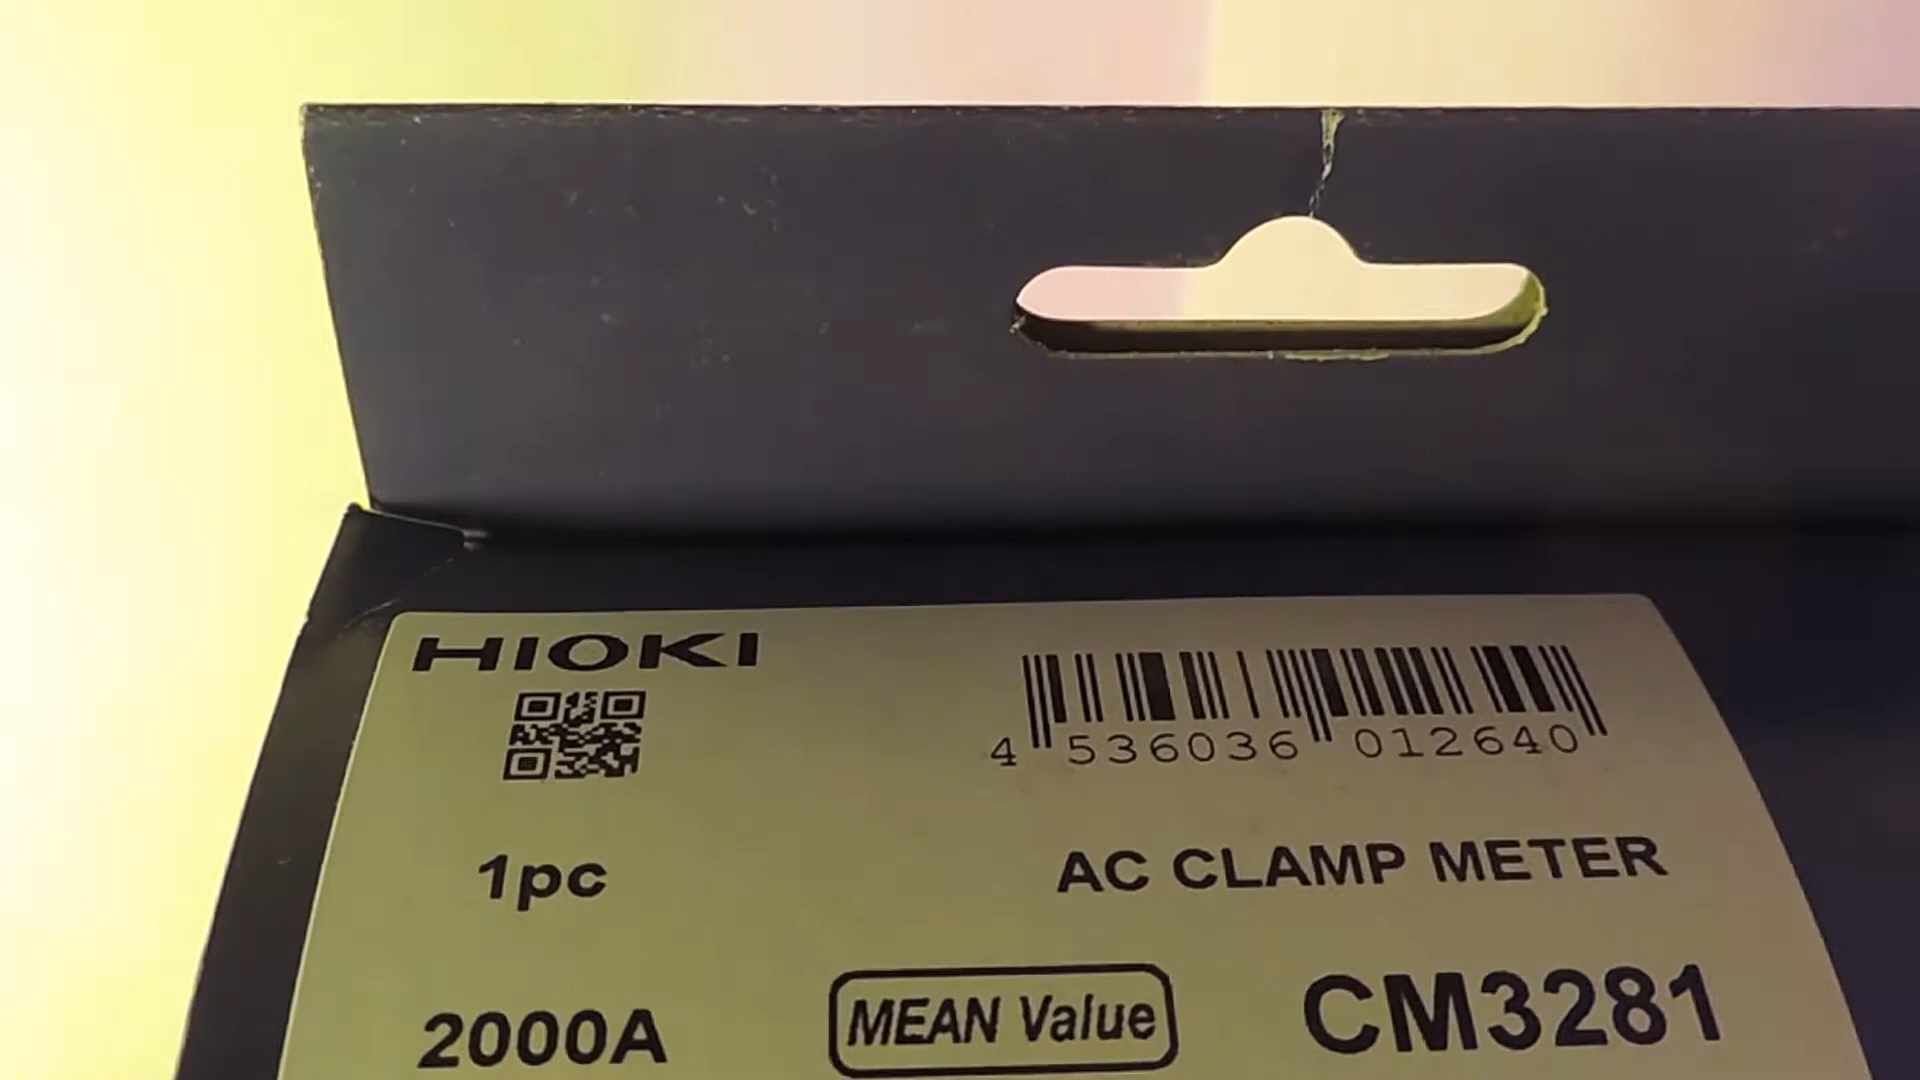 HIOKI
4 536036 012640
1pc
AC CLAMP METER
2000A
MEAN Value
CM3281